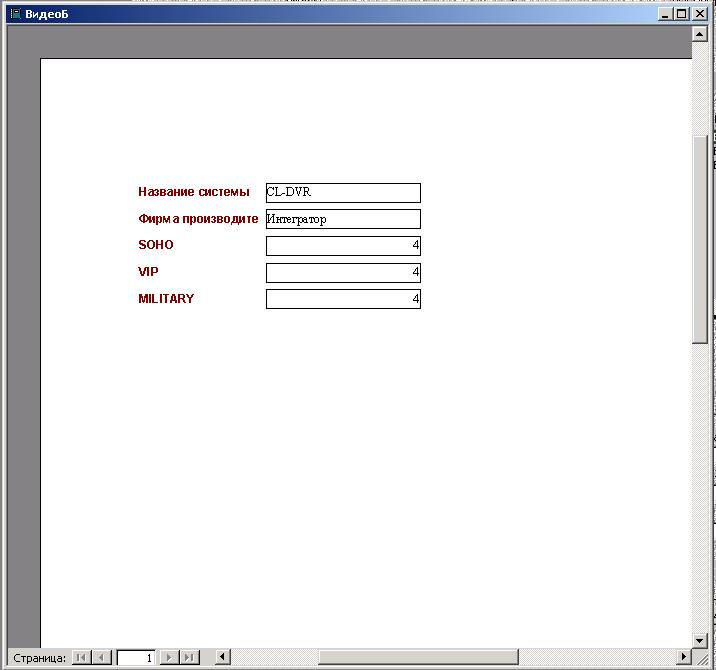 ВидеоБ
Название системы CL-DVR
Фирма производите Интегратор
SOHO 4
VIP 4
MILITARY 4
Страница: 1